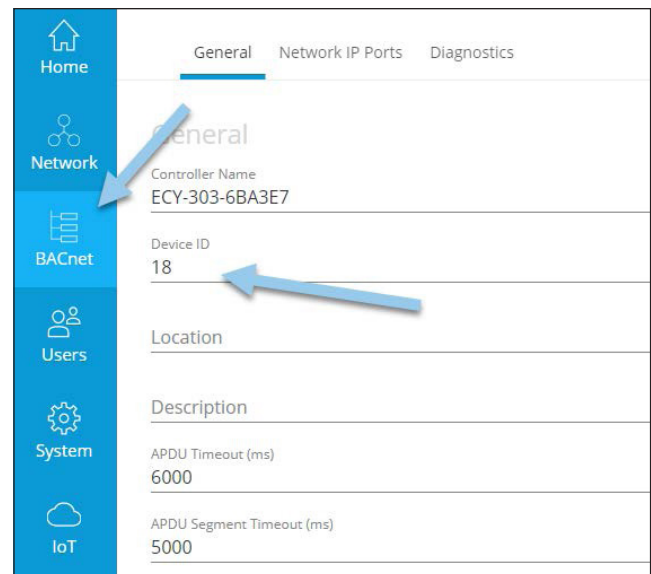 Home
General Network IP Ports Diagnostics
Network
BACnet
Users
System
IoT
General
Controller Name
ECY-303-6BA3E7
Device ID
18
Location
Description
APDU Timeout (ms)
6000
APDU Segment Timeout (ms)
5000